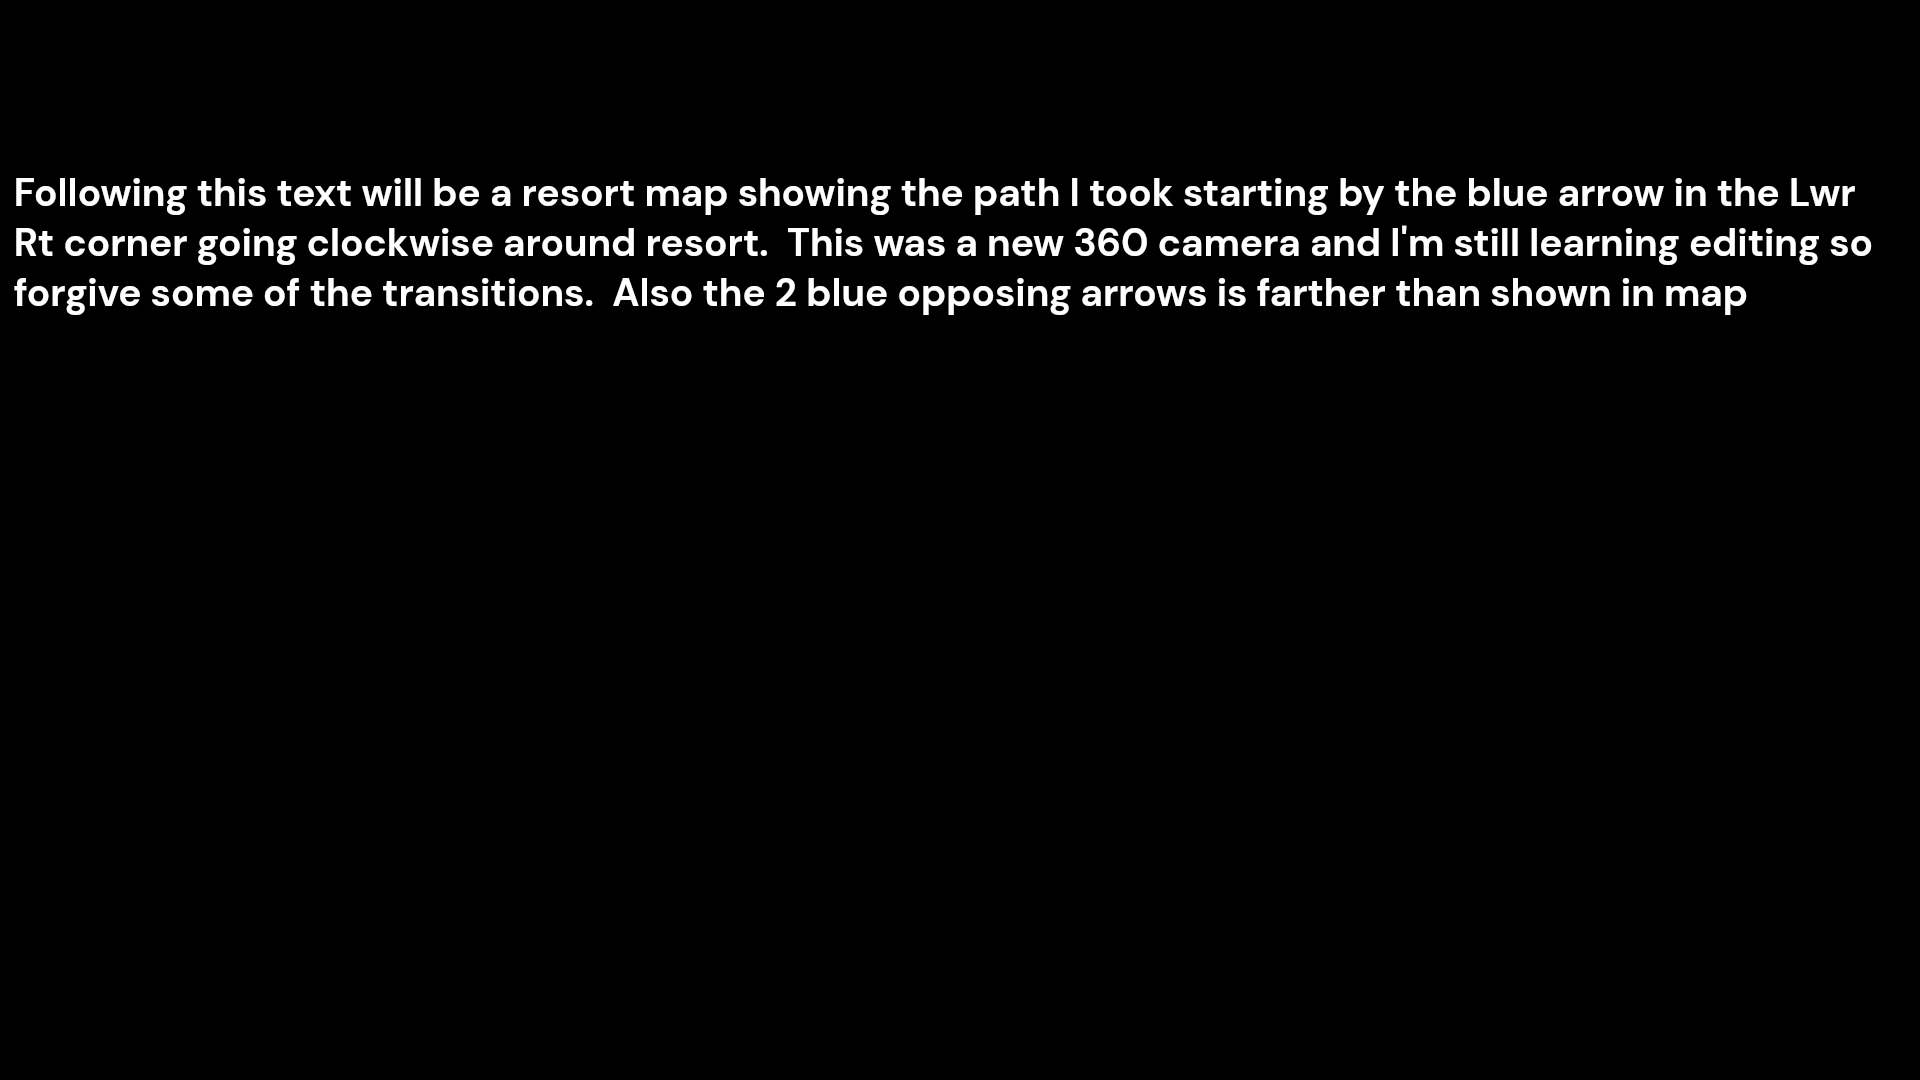 Following this text will be a resort map showing the path I took starting by the blue arrow in the Lwr
Rt corner going clockwise around resort.  This was a new 360 camera and I'm still learning editing so
forgive some of the transitions.  Also the 2 blue opposing arrows is farther than shown in map